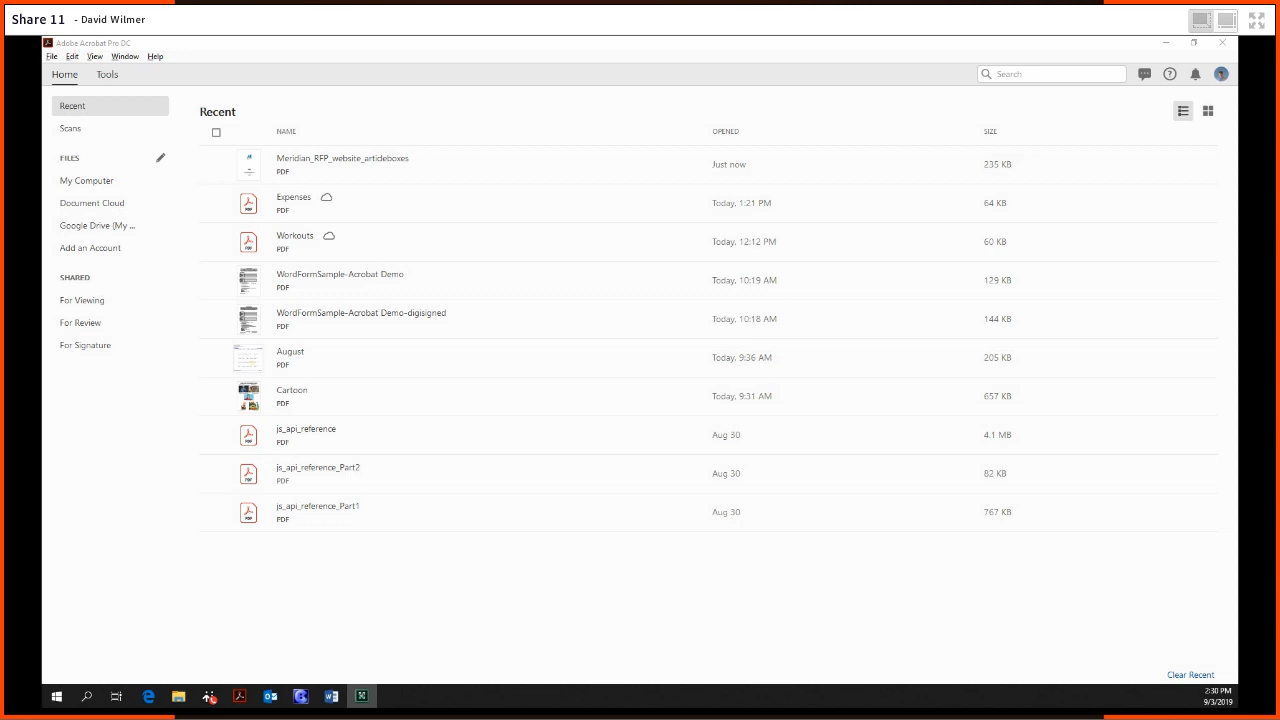 Share 11 - David Wilmer
Adobe Acrobat Pro DC
File Edit View Window Help
Home Tools
Search
Recent
Scans
FILES
My Computer
Document Cloud
Google Drive (My ...
Add an Account
SHARED
For Viewing
For Review
For Signature
Recent
NAME OPENED SIZE
Meridian_RFP_website_articleboxes
PDF
Just now 235 KB
Expenses
PDF
Today, 1:21 PM 64 KB
Workouts
PDF
Today, 12:12 PM 60 KB
WordFormSample-Acrobat Demo
PDF
Today, 10:19 AM 129 KB
WordFormSample-Acrobat Demo-digisigned
PDF
Today, 10:18 AM 144 KB
August
PDF
Today, 9:36 AM 205 KB
Cartoon
PDF
Today, 9:31 AM 657 KB
js_api_reference
PDF
Aug 30 4.1 MB
js_api_reference_Part2
PDF
Aug 30 82 KB
js_api_reference_Part1
PDF
Aug 30 767 KB
Clear Recent
2:30 PM
9/3/2019